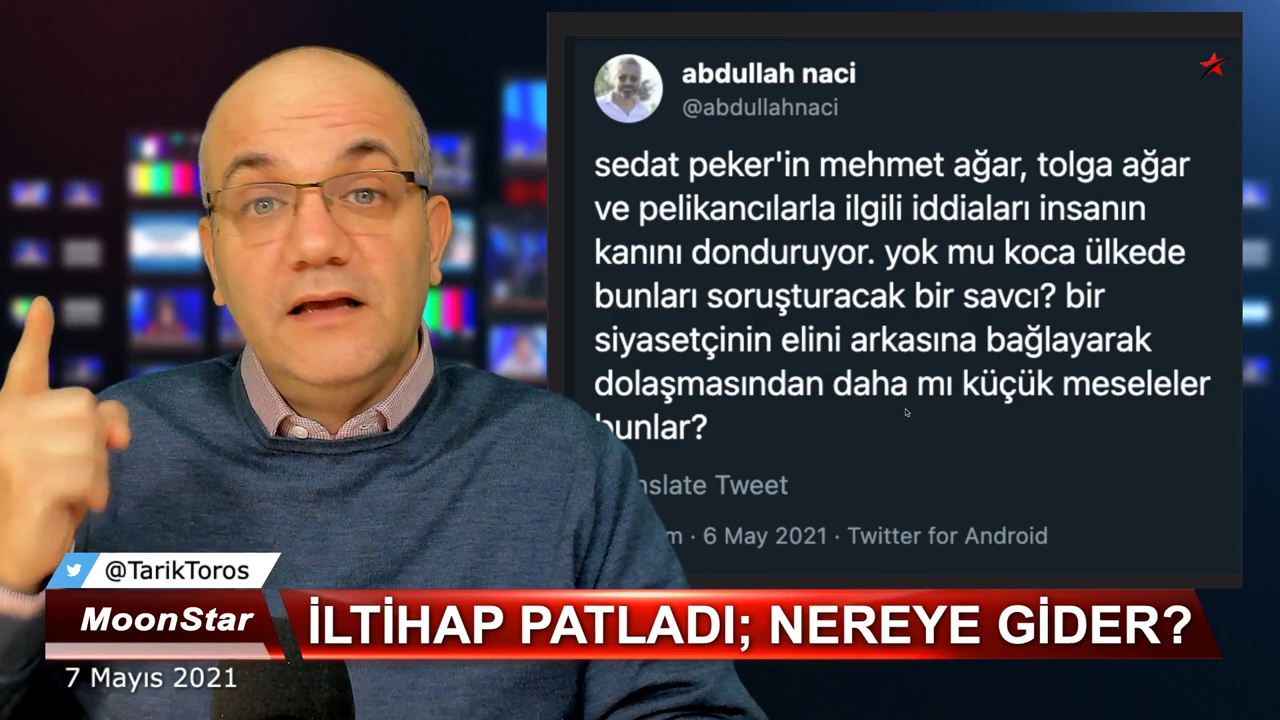 abdullah naci
@abdullahnaci
sedat peker'in mehmet ağar, tolga ağar
ve pelikancılarla ilgili iddiaları insanın
kanını donduruyor. yok mu koca ülkede
bunları soruşturacak bir savcı? bir
siyasetçinin elini arkasına bağlayarak
dolaşmasından daha mı küçük meseleler
bunlar?
Tweet
· 6 May 2021 · Twitter for Android
@TarikToros
MoonStar
İLTİHAP PATLADI; NEREYE GİDER?
7 Mayıs 2021